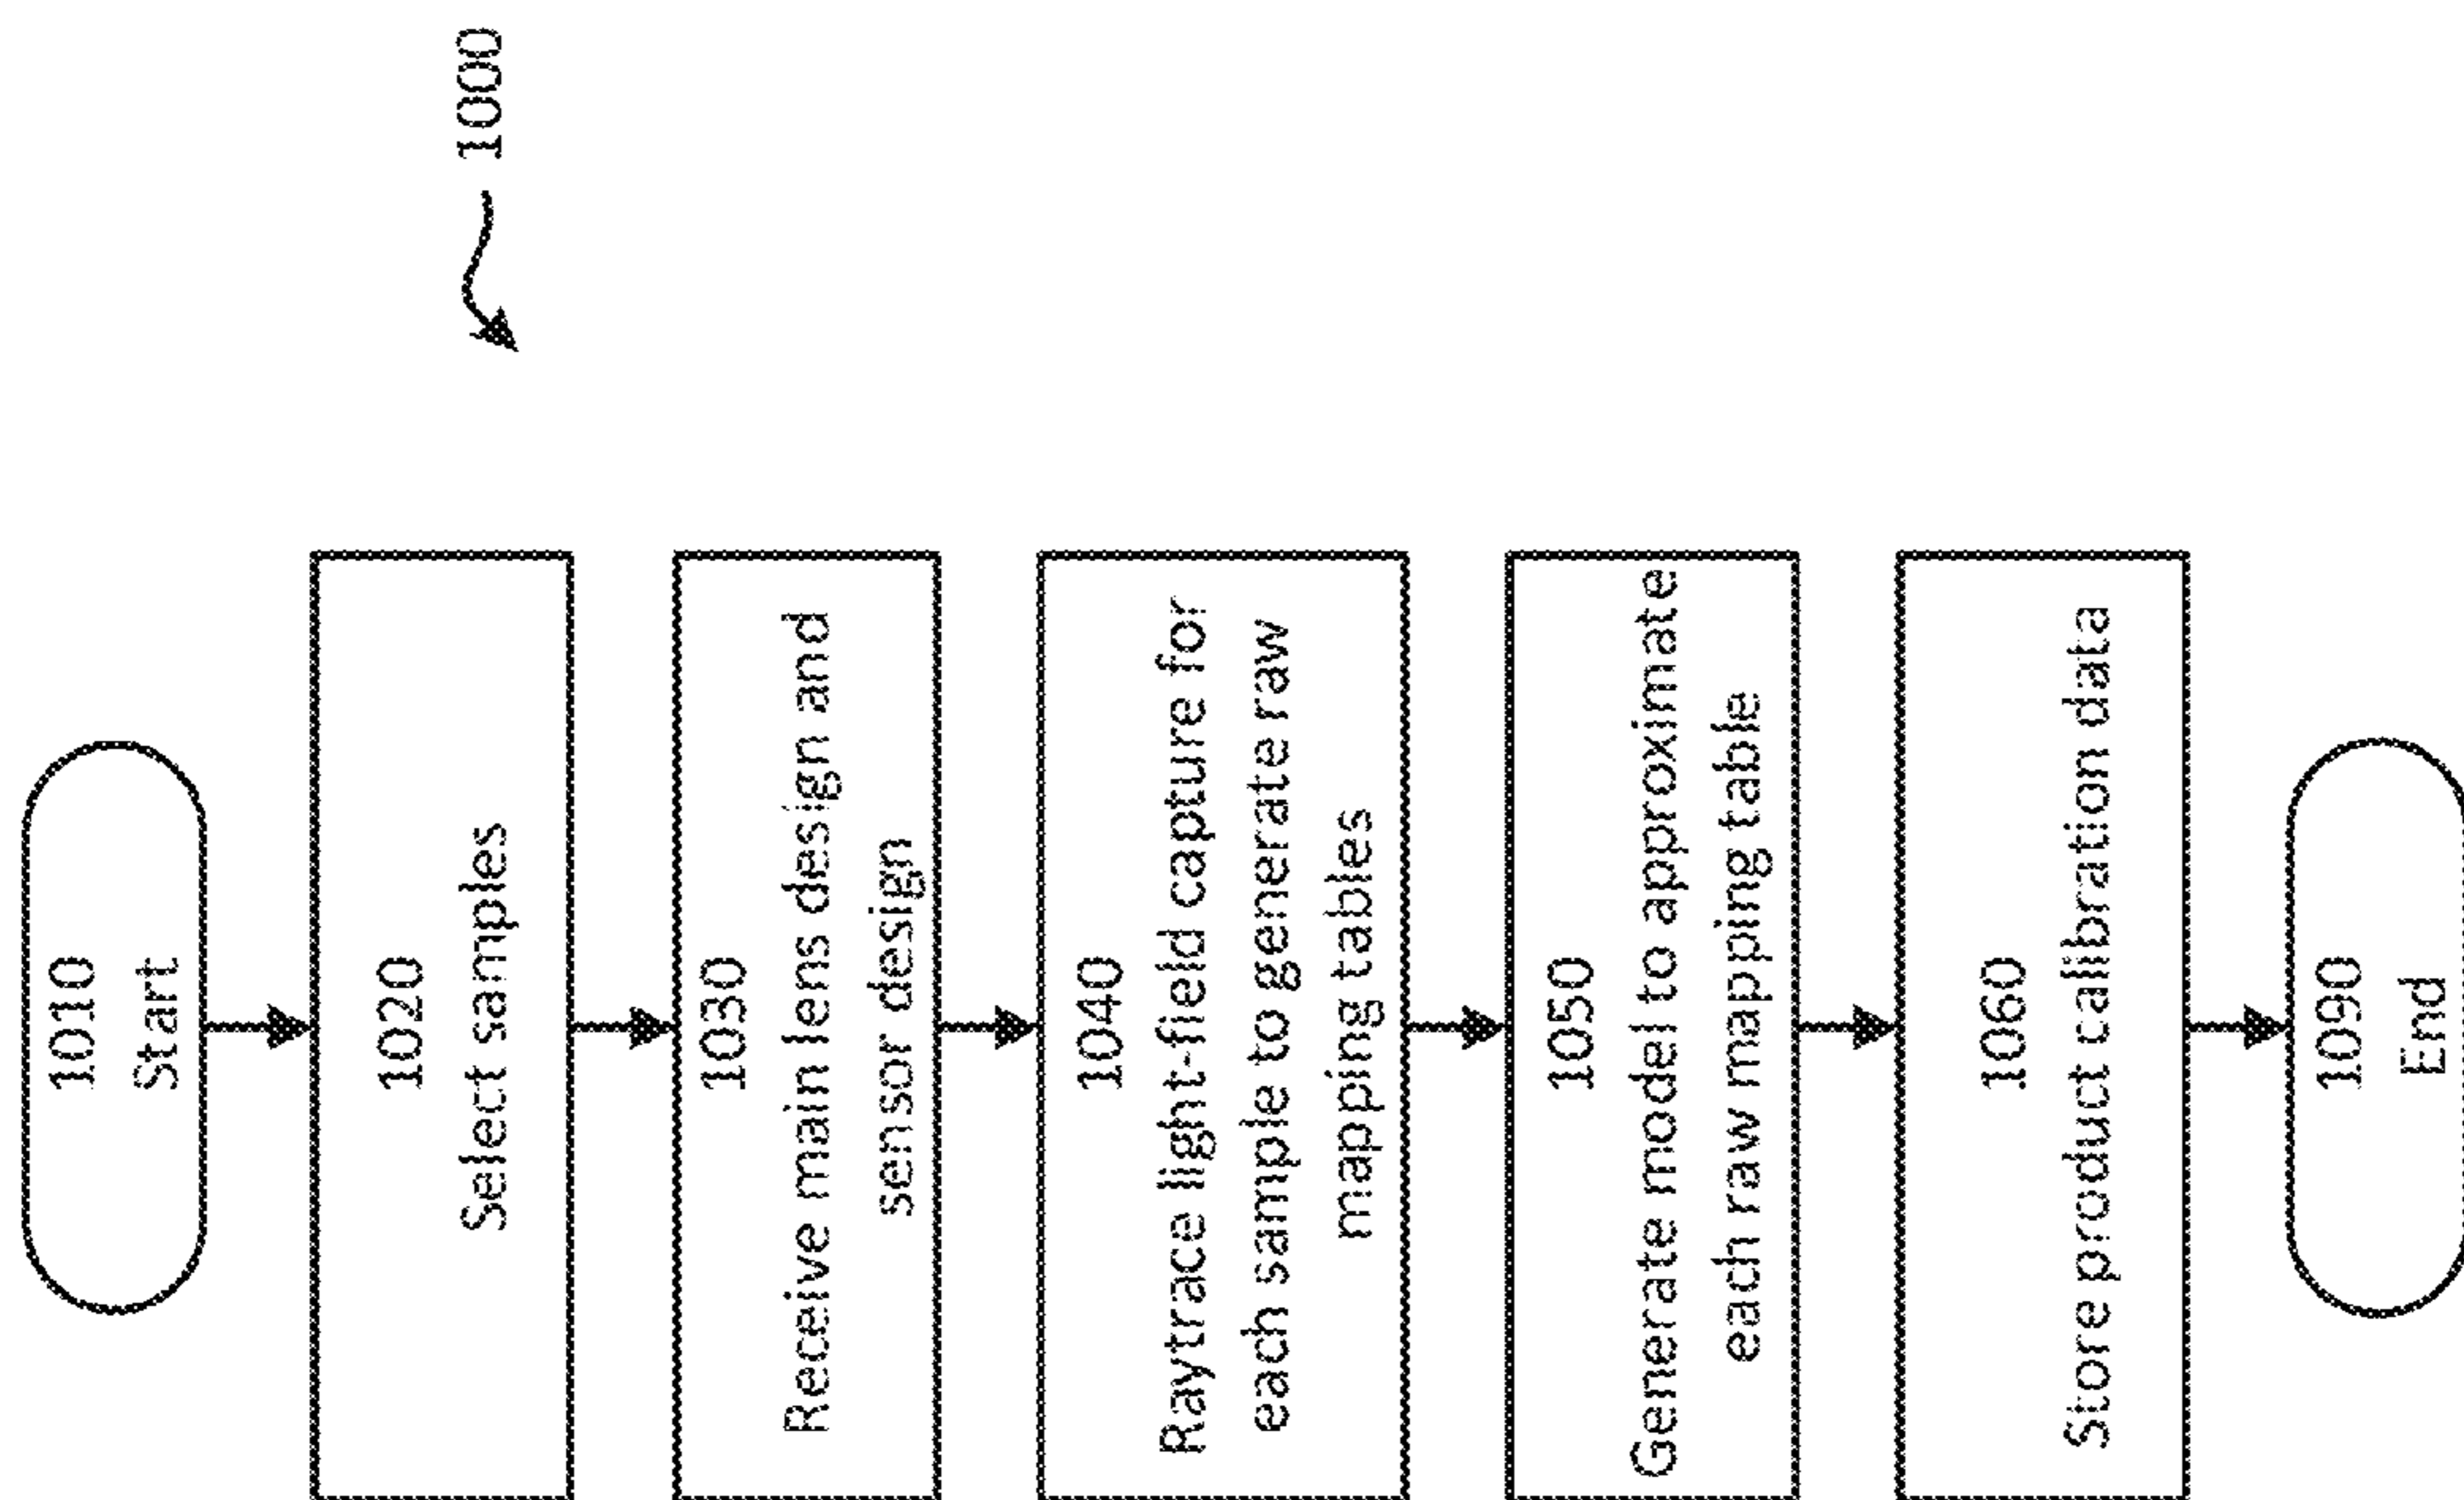 1000
1010
Start
1020
Select samples
1030
Receive main lens design and
sensor design
1040
Raytrace light-field capture for
each sample to generate raw
mapping tables
1050
Generate model to approximate
each raw mapping table
1060
Store product calibration data
1090
End